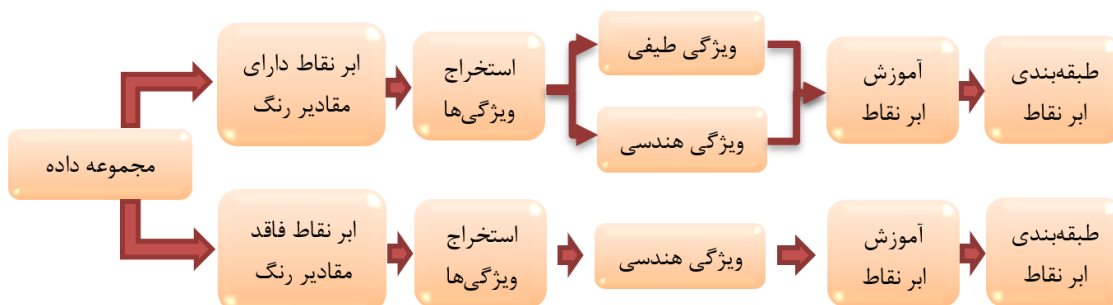 مجموعه داده
ابر نقاط دارای
مقادیر رنگ
استخراج
ویژگی‌ها
ویژگی طیفی
ویژگی هندسی
آموزش
ابر نقاط
طبقه‌بندی
ابر نقاط
ابر نقاط فاقد
مقادیر رنگ
استخراج
ویژگی‌ها
ویژگی هندسی
آموزش
ابر نقاط
طبقه‌بندی
ابر نقاط